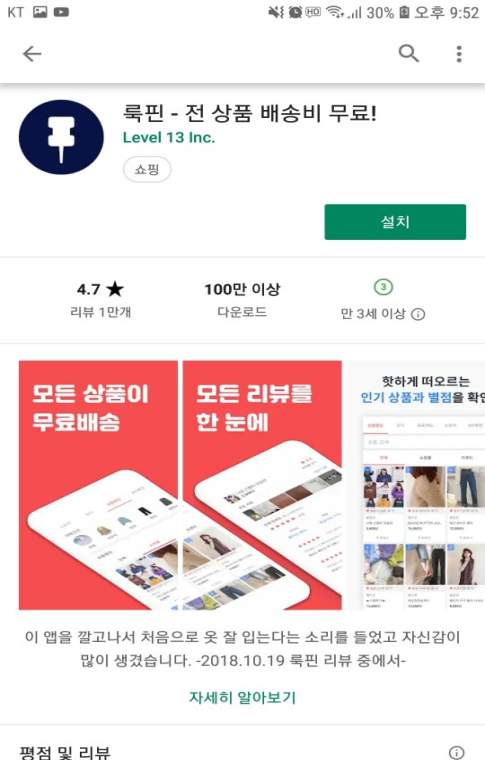 KT HD 30% 오후 9:52
룩핀 - 전 상품 배송비 무료!
Level 13 Inc.
쇼핑
설치
4.7 ★ 100만 이상 3
리뷰 1만개 다운로드 만 3세 이상
모든 상품이 모든 리뷰를 핫하게 떠오르는
무료배송 한 눈에 인기 상품과 별점을 확인
이 앱을 깔고나서 처음으로 옷 잘 입는다는 소리를 들었고 자신감이
많이 생겼습니다. -2018.10.19 룩핀 리뷰 중에서-
자세히 알아보기
평점 및 리뷰